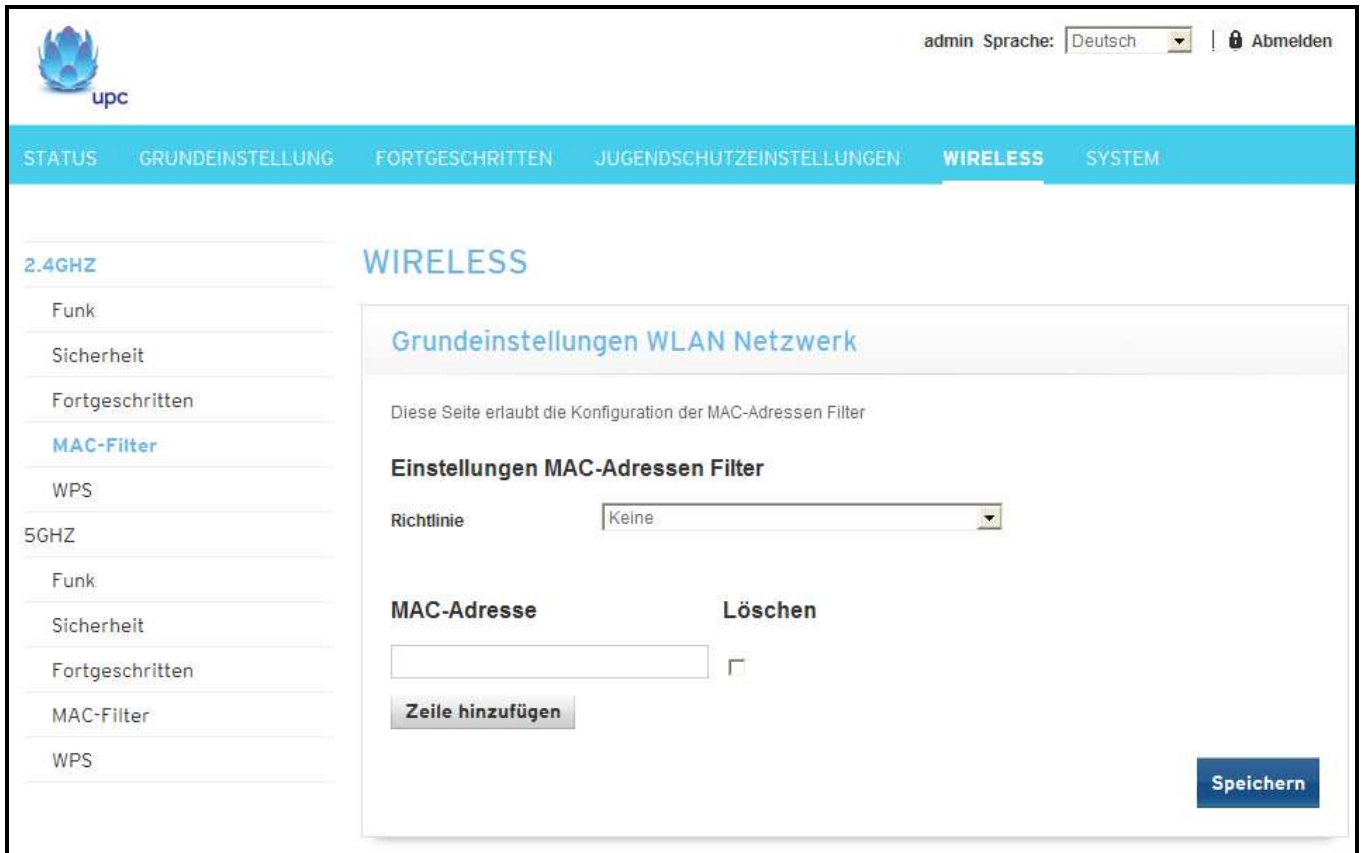 upc
admin Sprache: Deutsch | Abmelden
STATUS GRUNDEINSTELLUNG FORTGESCHRITTEN JUGENDSCHUTZEINSTELLUNGEN WIRELESS SYSTEM
2.4GHZ
Funk
Sicherheit
Fortgeschritten
MAC-Filter
WPS
5GHZ
Funk
Sicherheit
Fortgeschritten
MAC-Filter
WPS
WIRELESS
Grundeinstellungen WLAN Netzwerk
Diese Seite erlaubt die Konfiguration der MAC-Adressen Filter
Einstellungen MAC-Adressen Filter
Richtlinie Keine
MAC-Adresse Löschen
Zeile hinzufügen
Speichern